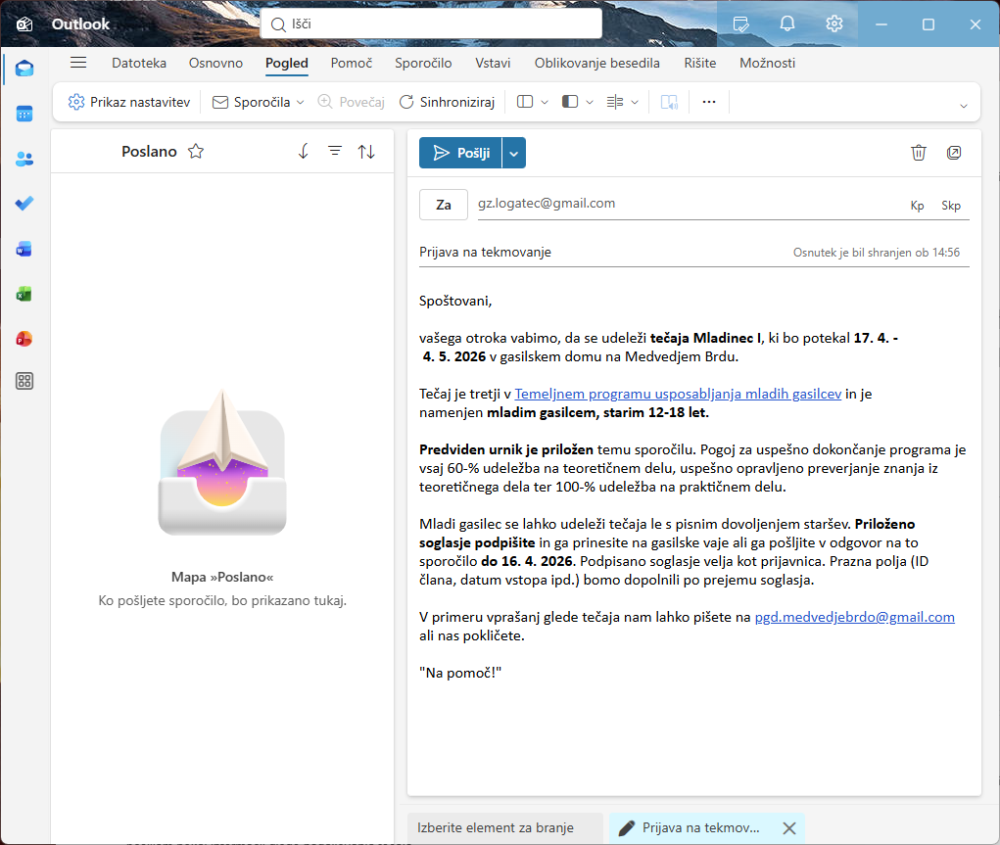 Outlook
Išči
Datoteka Osnovno Pogled Pomoč Sporočilo Vstavi Oblikovanje besedila Rišite Možnosti
Prikaz nastavitev Sporočila Povečaj Sinhroniziraj
Poslano
Pošlji
Za gz.logatec@gmail.com Kp Skp
Prijava na tekmovanje Osnutek je bil shranjen ob 14:56
Spoštovani,
vašega otroka vabimo, da se udeleži tečaja Mladinec I, ki bo potekal 17. 4. -
4. 5. 2026 v gasilskem domu na Medvedjem Brdu.
Tečaj je tretji v Temeljnem programu usposabljanja mladih gasilcev in je
namenjen mladim gasilcem, starim 12-18 let.
Predviden urnik je priložen temu sporočilu. Pogoj za uspešno dokončanje programa je
vsaj 60-% udeležba na teoretičnem delu, uspešno opravljeno preverjanje znanja iz
teoretičnega dela ter 100-% udeležba na praktičnem delu.
Mladi gasilec se lahko udeleži tečaja le s pisnim dovoljenjem staršev. Priloženo
soglasje podpišite in ga prinesite na gasilske vaje ali ga pošljite v odgovor na to
sporočilo do 16. 4. 2026. Podpisano soglasje velja kot prijavnica. Prazna polja (ID
člana, datum vstopa ipd.) bomo dopolnili po prejemu soglasja.
V primeru vprašanj glede tečaja nam lahko pišete na pgd.medvedjebrdo@gmail.com
ali nas pokličete.
"Na pomoč!"
Mapa »Poslano«
Ko pošljete sporočilo, bo prikazano tukaj.
Izberite element za branje
Prijava na tekmov...